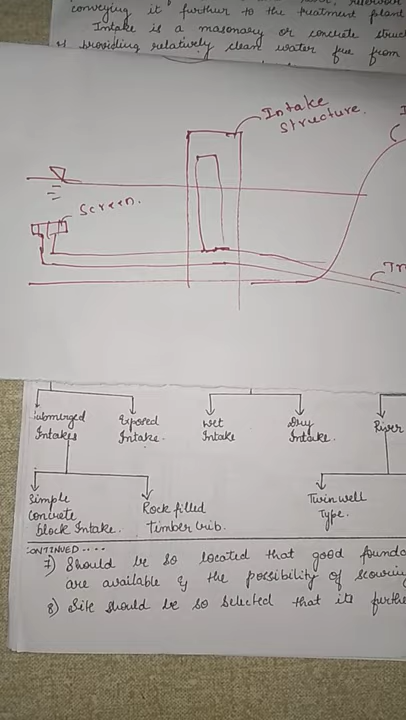 conveying it further to the treatment plant
Intake is a masonary or concrete struc
of providing relatively clean water free from
Intake
structure.
Screen.
Submerged
Intakes
Exposed
Intake.
Wet
Intake
Dry
Intake.
River
Simple
Concrete
block Intake.
Rock filled
Timber Crib.
Twin well
Type.
CONTINUED ....
7) Should be so located that good founda
are available & the possibility of scouring
8) Site should be so selected that its furthe